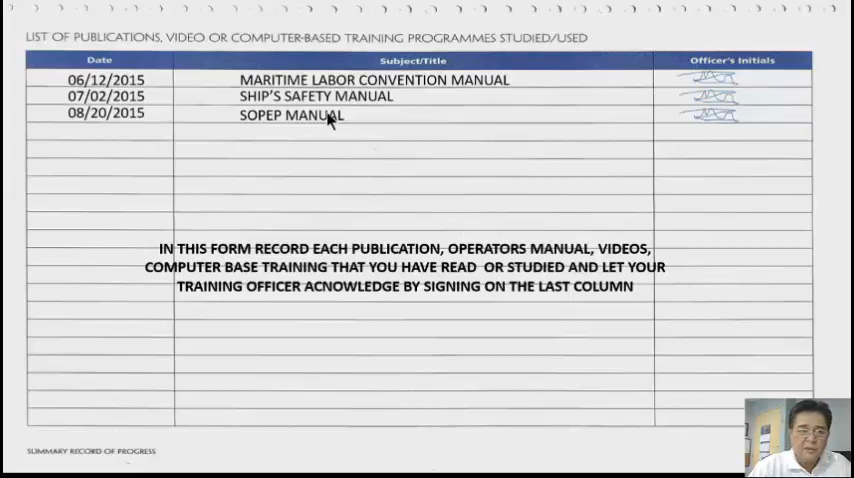 LIST OF PUBLICATIONS, VIDEO OR COMPUTER-BASED TRAINING PROGRAMMES STUDIED/USED
Date Subject/Title Officer's Initials
06/12/2015 MARITIME LABOR CONVENTION MANUAL
07/02/2015 SHIP'S SAFETY MANUAL
08/20/2015 SOPEP MANUAL
IN THIS FORM RECORD EACH PUBLICATION, OPERATORS MANUAL, VIDEOS,
COMPUTER BASE TRAINING THAT YOU HAVE READ OR STUDIED AND LET YOUR
TRAINING OFFICER ACNOWLEDGE BY SIGNING ON THE LAST COLUMN
SUMMARY RECORD OF PROGRESS